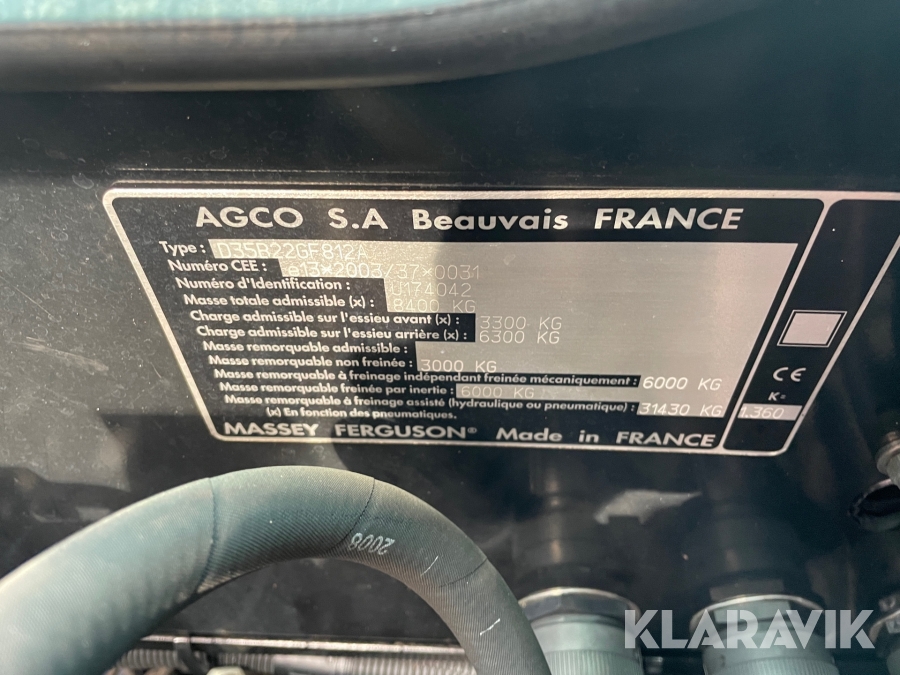 AGCO S.A Beauvais FRANCE
Type : D35B22GF812A
Numéro CEE : e13*2003/37*0031
Numéro d'Identification : U174042
Masse totale admissible (x) : 8400 KG
Charge admissible sur l'essieu avant (x) : 3300 KG
Charge admissible sur l'essieu arrière (x) : 6300 KG
Masse remorquable admissible :
Masse remorquable non freinée : 3000 KG
Masse remorquable à freinage indépendant freinée mécaniquement : 6000 KG
Masse remorquable freinée par inertie : 6000 KG
Masse remorquable à freinage assisté (hydraulique ou pneumatique) : 31430 KG
(x) En fonction des pneumatiques.
MASSEY FERGUSON® Made in FRANCE
CE
K=
1.360
2008
KLARAVIK